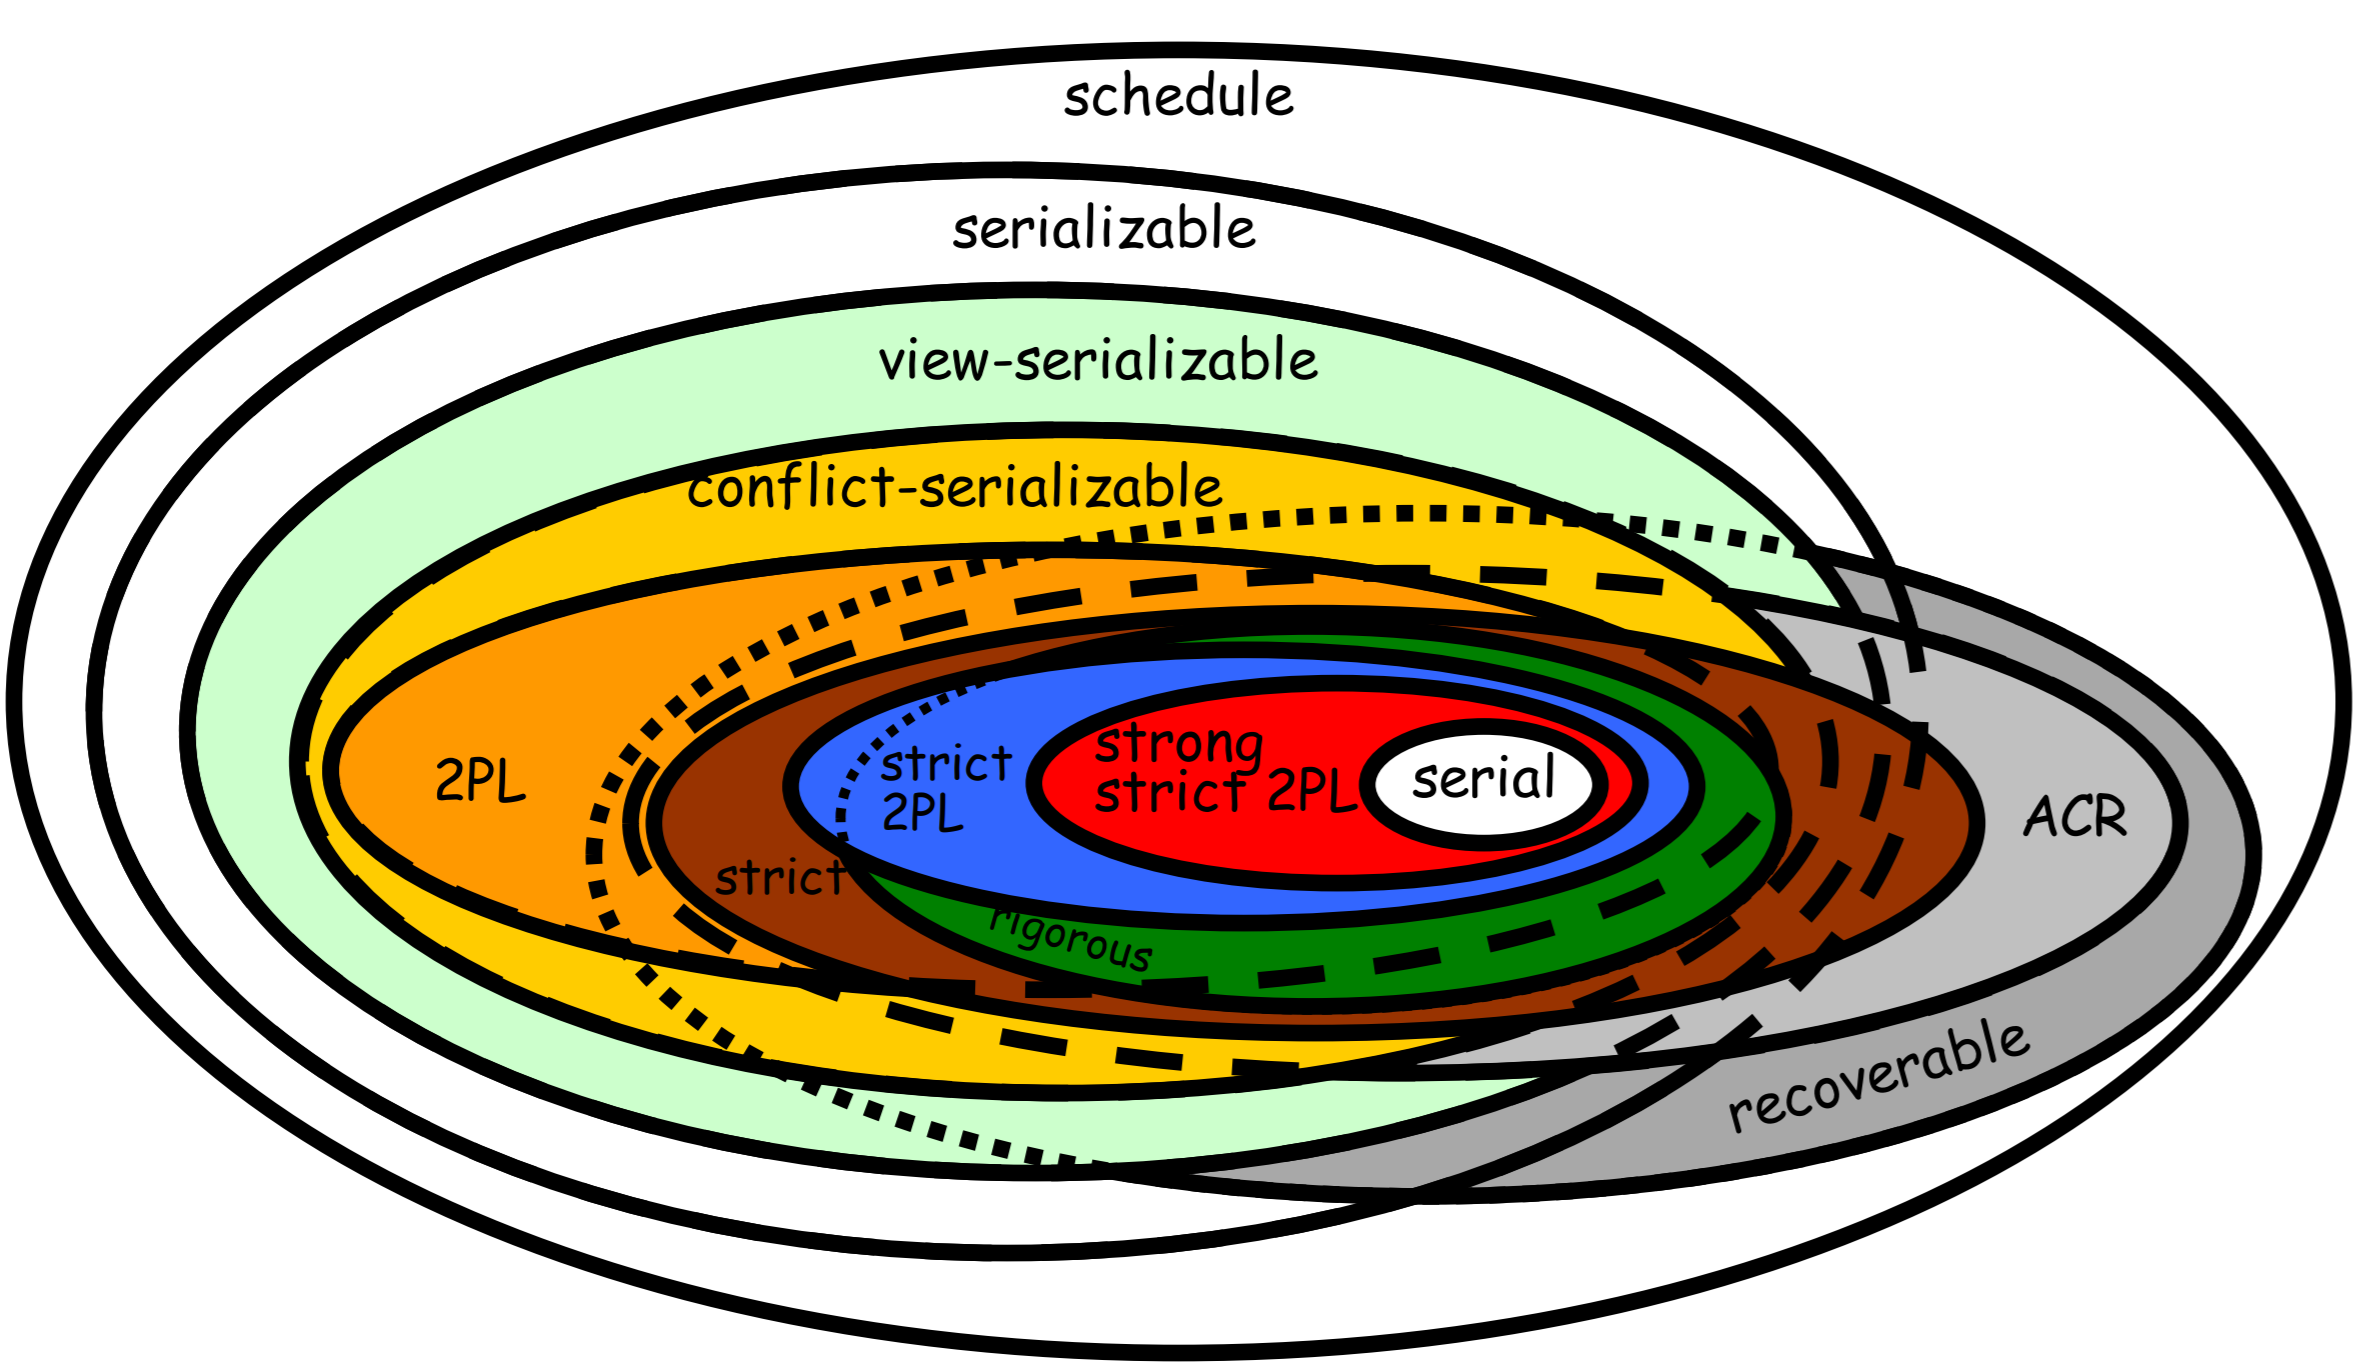 schedule
serializable
view-serializable
conflict-serializable
2PL
strict
2PL
strong
strict 2PL
serial
ACR
strict
rigorous
recoverable